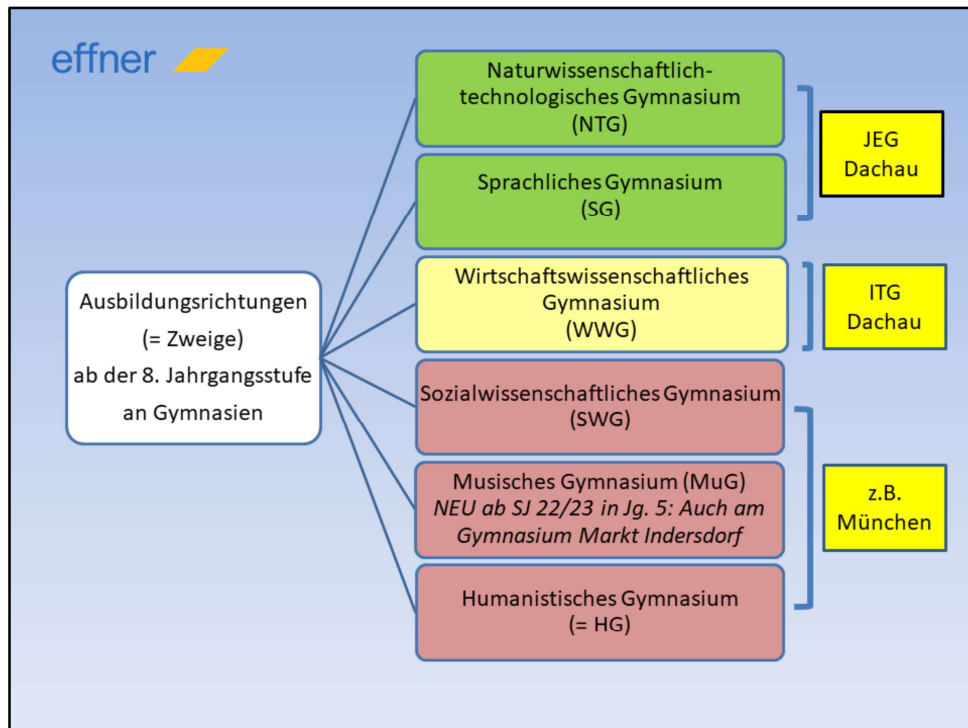 effner
Naturwissenschaftlich-
technologisches Gymnasium
(NTG)
Sprachliches Gymnasium
(SG)
JEG
Dachau
Wirtschaftswissenschaftliches
Gymnasium
(WWG)
ITG
Dachau
Ausbildungsrichtungen
(= Zweige)
ab der 8. Jahrgangsstufe
an Gymnasien
Sozialwissenschaftliches Gymnasium
(SWG)
Musisches Gymnasium (MuG)
NEU ab SJ 22/23 in Jg. 5: Auch am
Gymnasium Markt Indersdorf
Humanistisches Gymnasium
(= HG)
z.B.
München